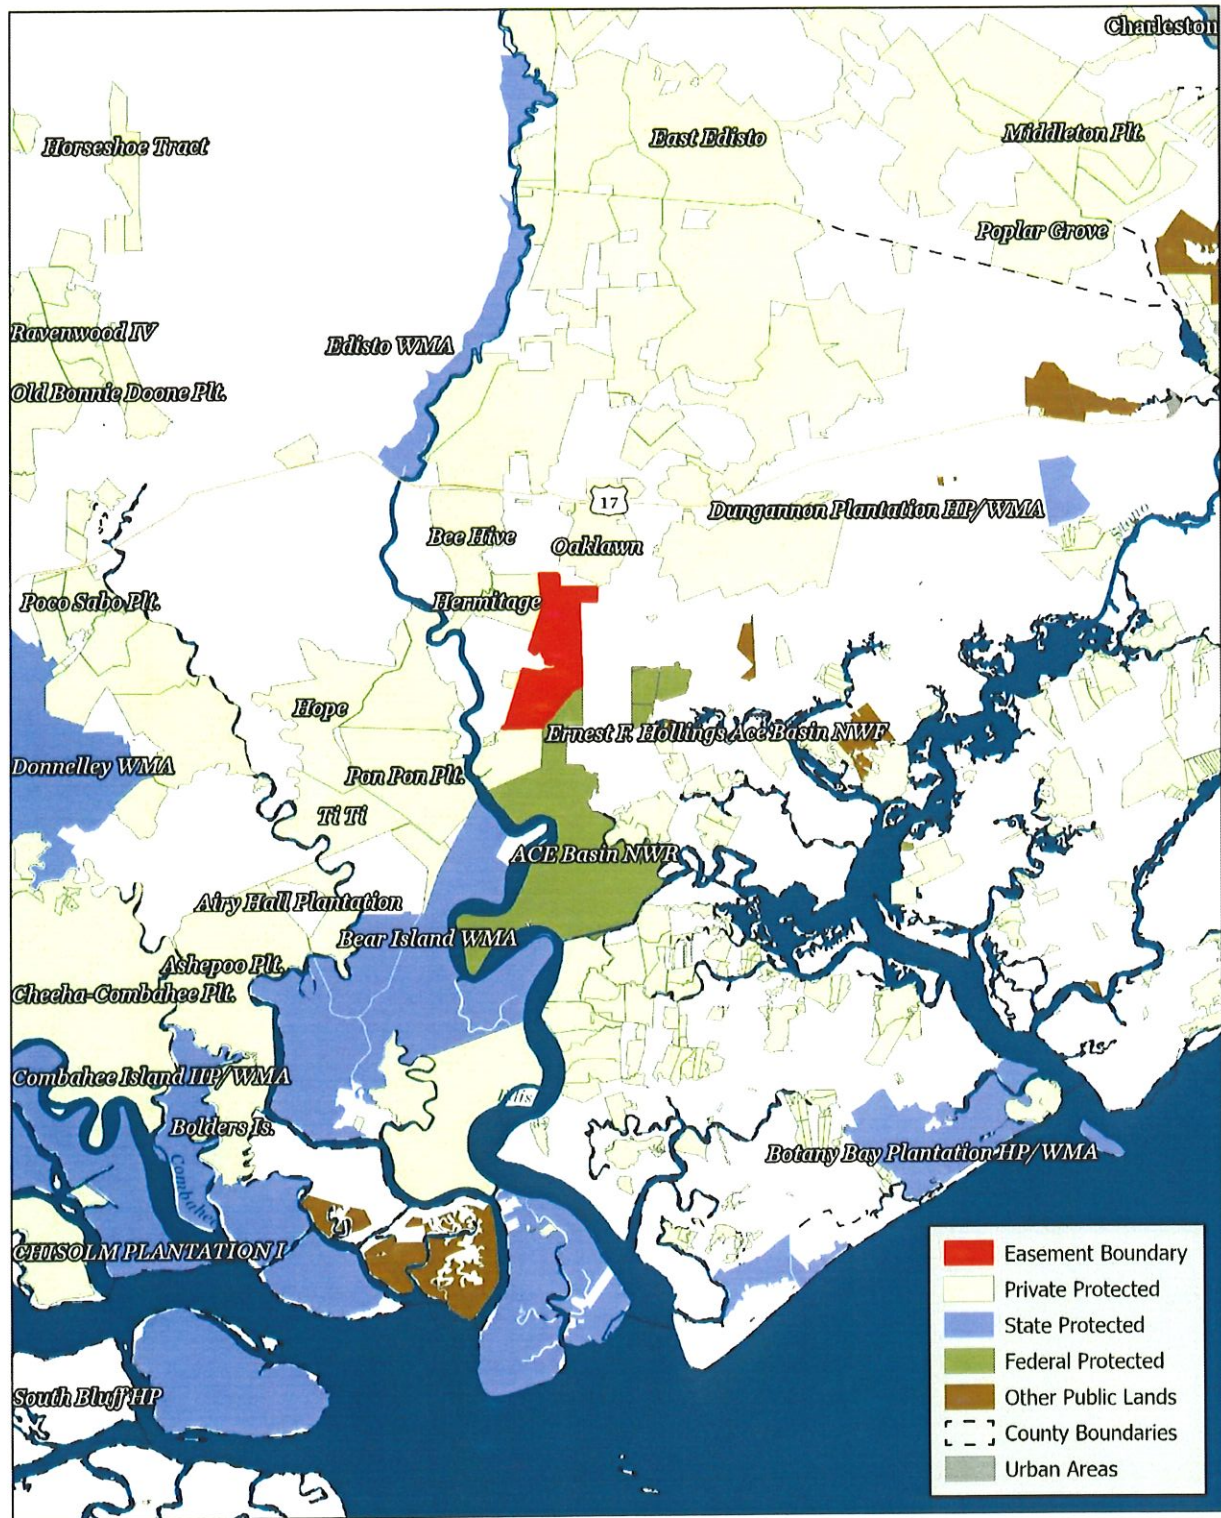 Charleston
East Edisto
Middleton Plt.
Horseshoe Tract
Poplar Grove
Ravenwood IV
Edisto WMA
Old Bonnie Doone Plt.
17
Dungannon Plantation HP/WMA
Bee Hive
Oaklawn
Poco Sabo Plt.
Hermitage
Hope
Ernest F. Hollings Ace Basin NWF
Donnelley WMA
Pon Pon Plt.
Ti Ti
ACE Basin NWR
Airy Hall Plantation
Bear Island WMA
Ashepoo Plt.
Cheeha-Combahee Plt.
Combahee Island HP/WMA
Bolders Is.
Combahee
Botany Bay Plantation HP/WMA
CHISOLM PLANTATION I
South Bluff HP
Easement Boundary
Private Protected
State Protected
Federal Protected
Other Public Lands
County Boundaries
Urban Areas